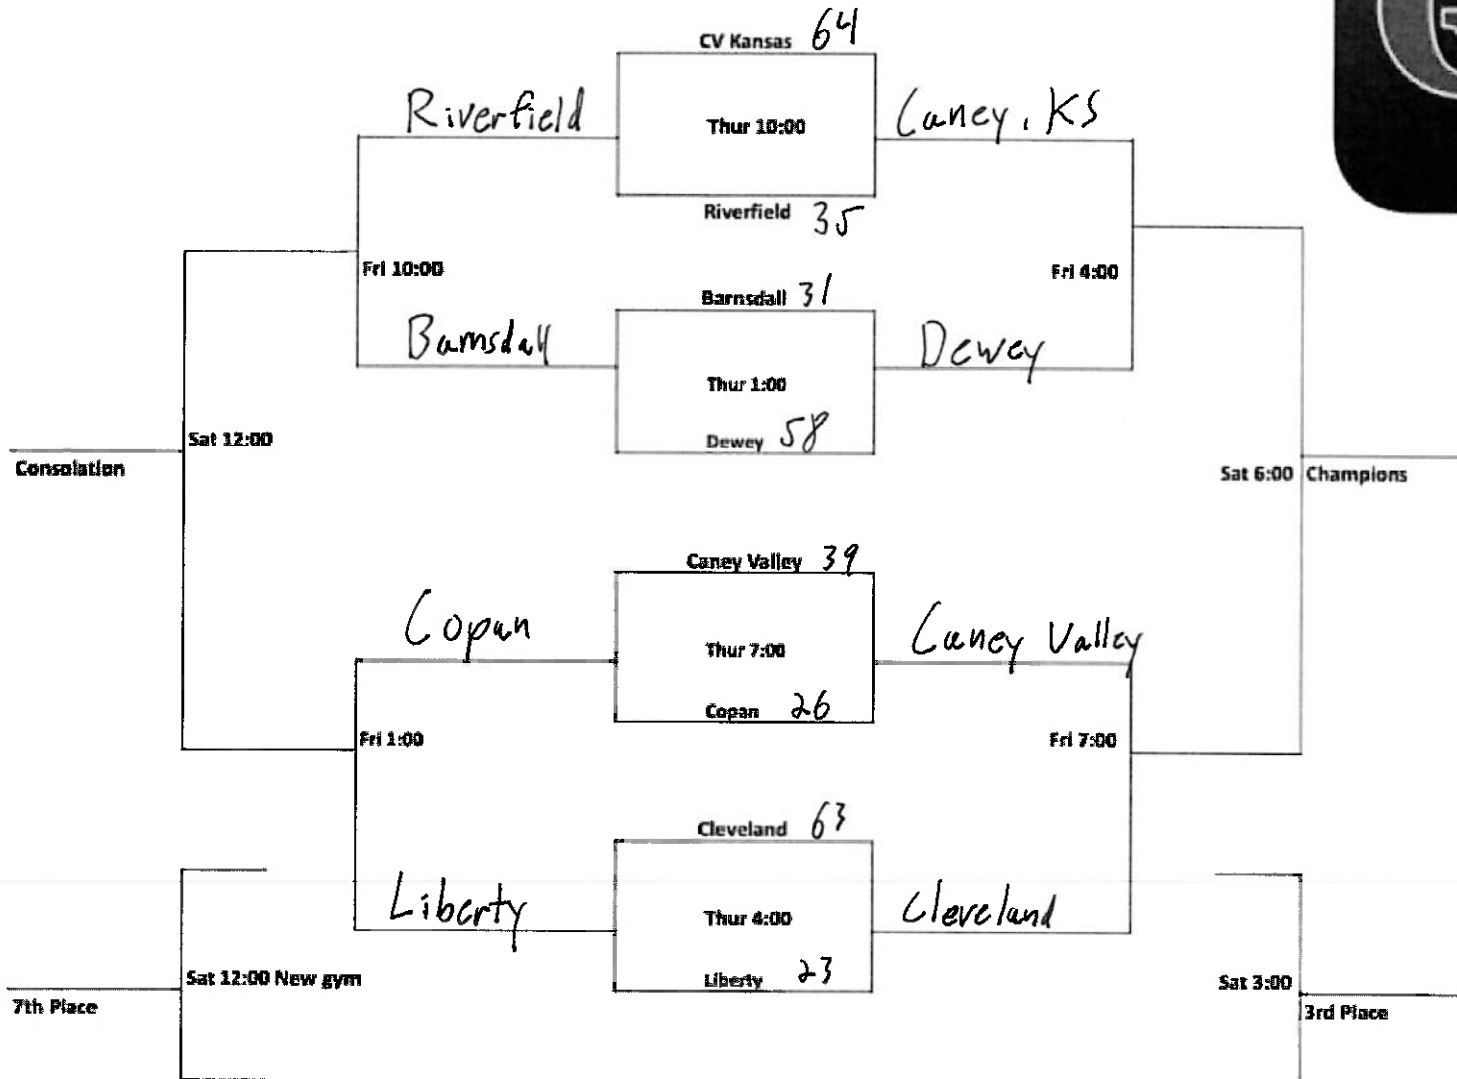 CV Kansas 64
Riverfield
Thur 10:00
Caney, KS
Riverfield 35
Fri 10:00
Fri 4:00
Barnsdall 31
Barnsdall
Thur 1:00
Dewey
Dewey 58
Sat 12:00
Consolation
Sat 6:00 Champions
Caney Valley 39
Copan
Thur 7:00
Caney Valley
Copan 26
Fri 1:00
Fri 7:00
Cleveland 63
Liberty
Thur 4:00
Cleveland
Liberty 23
Sat 12:00 New gym
Sat 3:00
7th Place
3rd Place